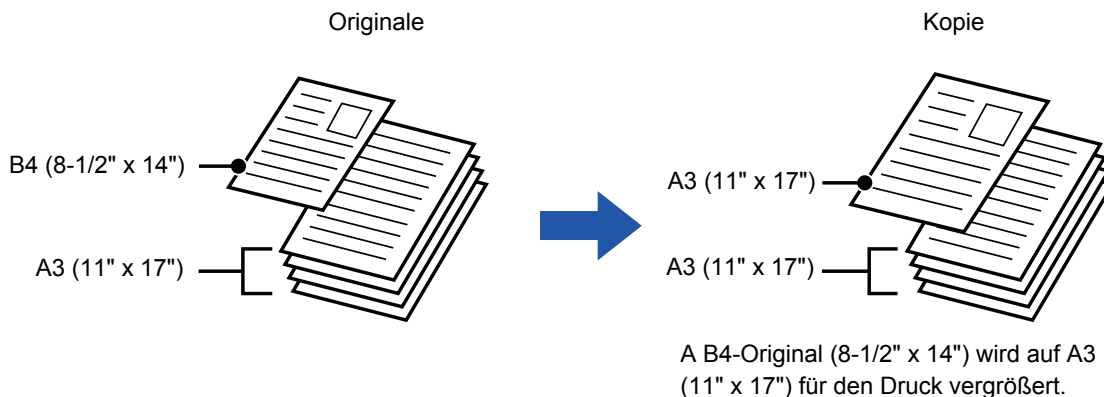 Originale
Kopie
B4 (8-1/2" x 14")
A3 (11" x 17")
A3 (11" x 17")
A3 (11" x 17")
A B4-Original (8-1/2" x 14") wird auf A3
(11" x 17") für den Druck vergrößert.